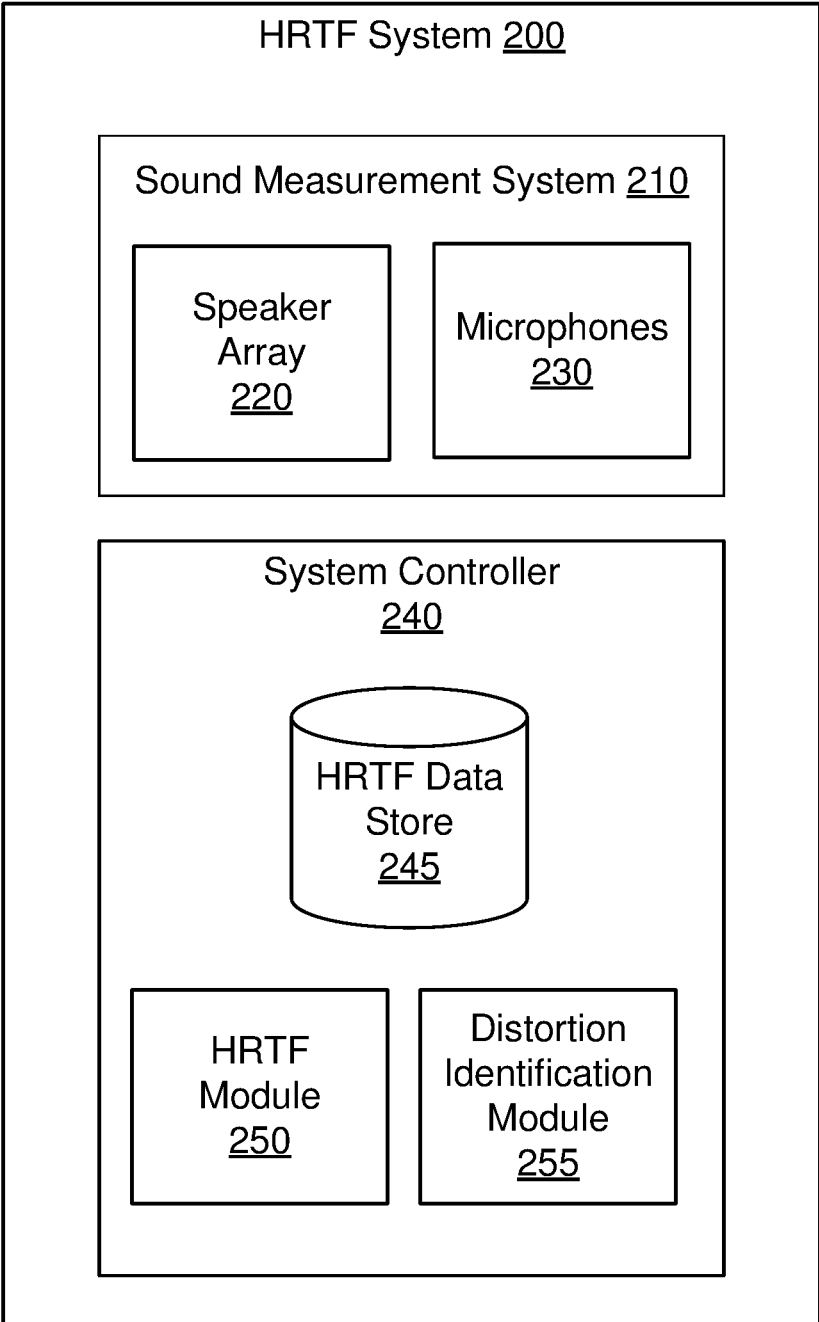 HRTF System 200
Sound Measurement System 210
Speaker
Array
220
Microphones
230
System Controller
240
HRTF Data
Store
245
HRTF
Module
250
Distortion
Identification
Module
255